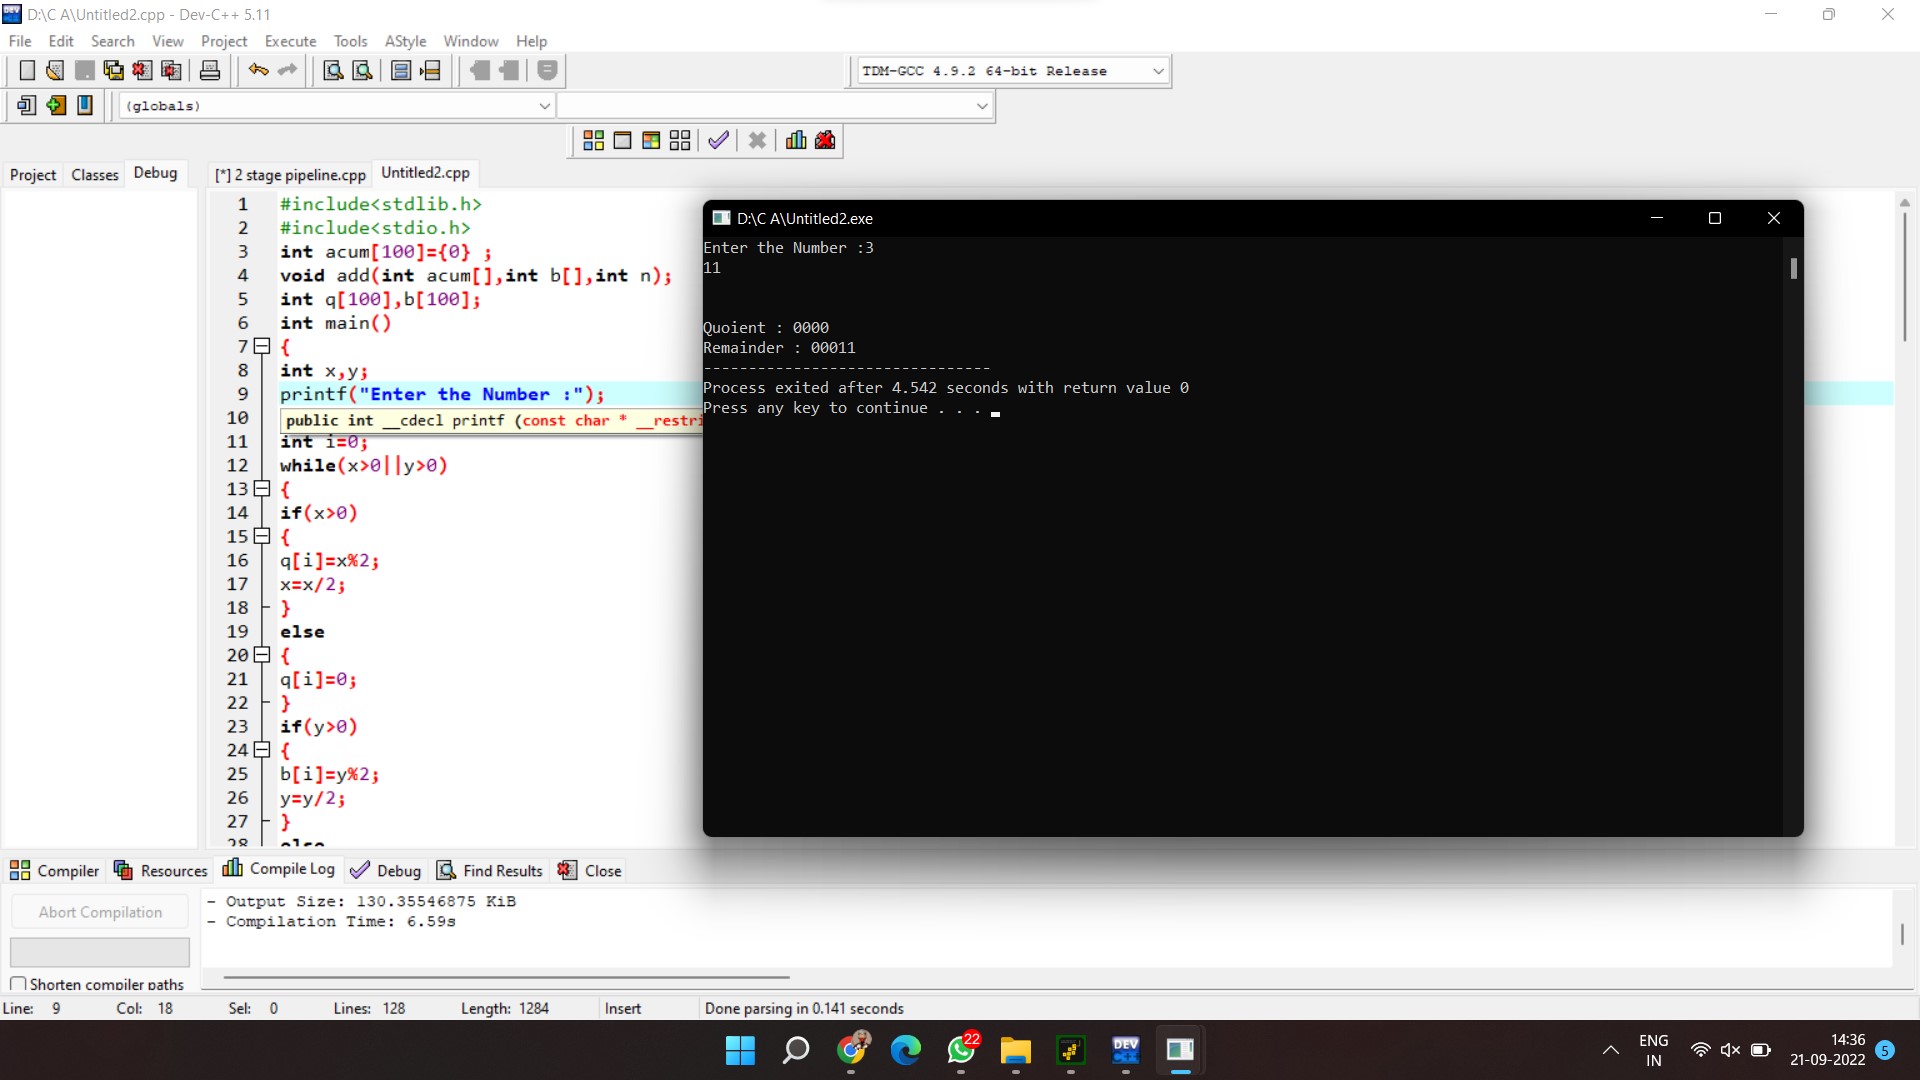 D:\C A\Untitled2.cpp - Dev-C++ 5.11
File Edit Search View Project Execute Tools AStyle Window Help
TDM-GCC 4.9.2 64-bit Release
(globals)
Project Classes Debug
[*] 2 stage pipeline.cpp Untitled2.cpp
1 #include<stdlib.h>
2 #include<stdio.h>
3 int acum[100]={0} ;
4 void add(int acum[],int b[],int n);
5 int q[100],b[100];
6 int main()
7 {
8 int x,y;
9 printf("Enter the Number :");
10 public int __cdecl printf (const char * __restri
11 int i=0;
12 while(x>0||y>0)
13 {
14 if(x>0)
15 {
16 q[i]=x%2;
17 x=x/2;
18 }
19 else
20 {
21 q[i]=0;
22 }
23 if(y>0)
24 {
25 b[i]=y%2;
26 y=y/2;
27 }
28 else
D:\C A\Untitled2.exe
Enter the Number :3
11
Quoient : 0000
Remainder : 00011
--------------------------------
Process exited after 4.542 seconds with return value 0
Press any key to continue . . .
Compiler Resources Compile Log Debug Find Results Close
Abort Compilation
Shorten compiler paths
- Output Size: 130.35546875 KiB
- Compilation Time: 6.59s
Line: 9 Col: 18 Sel: 0 Lines: 128 Length: 1284 Insert Done parsing in 0.141 seconds
22
DEV
C++
ENG
IN
14:36
21-09-2022
5